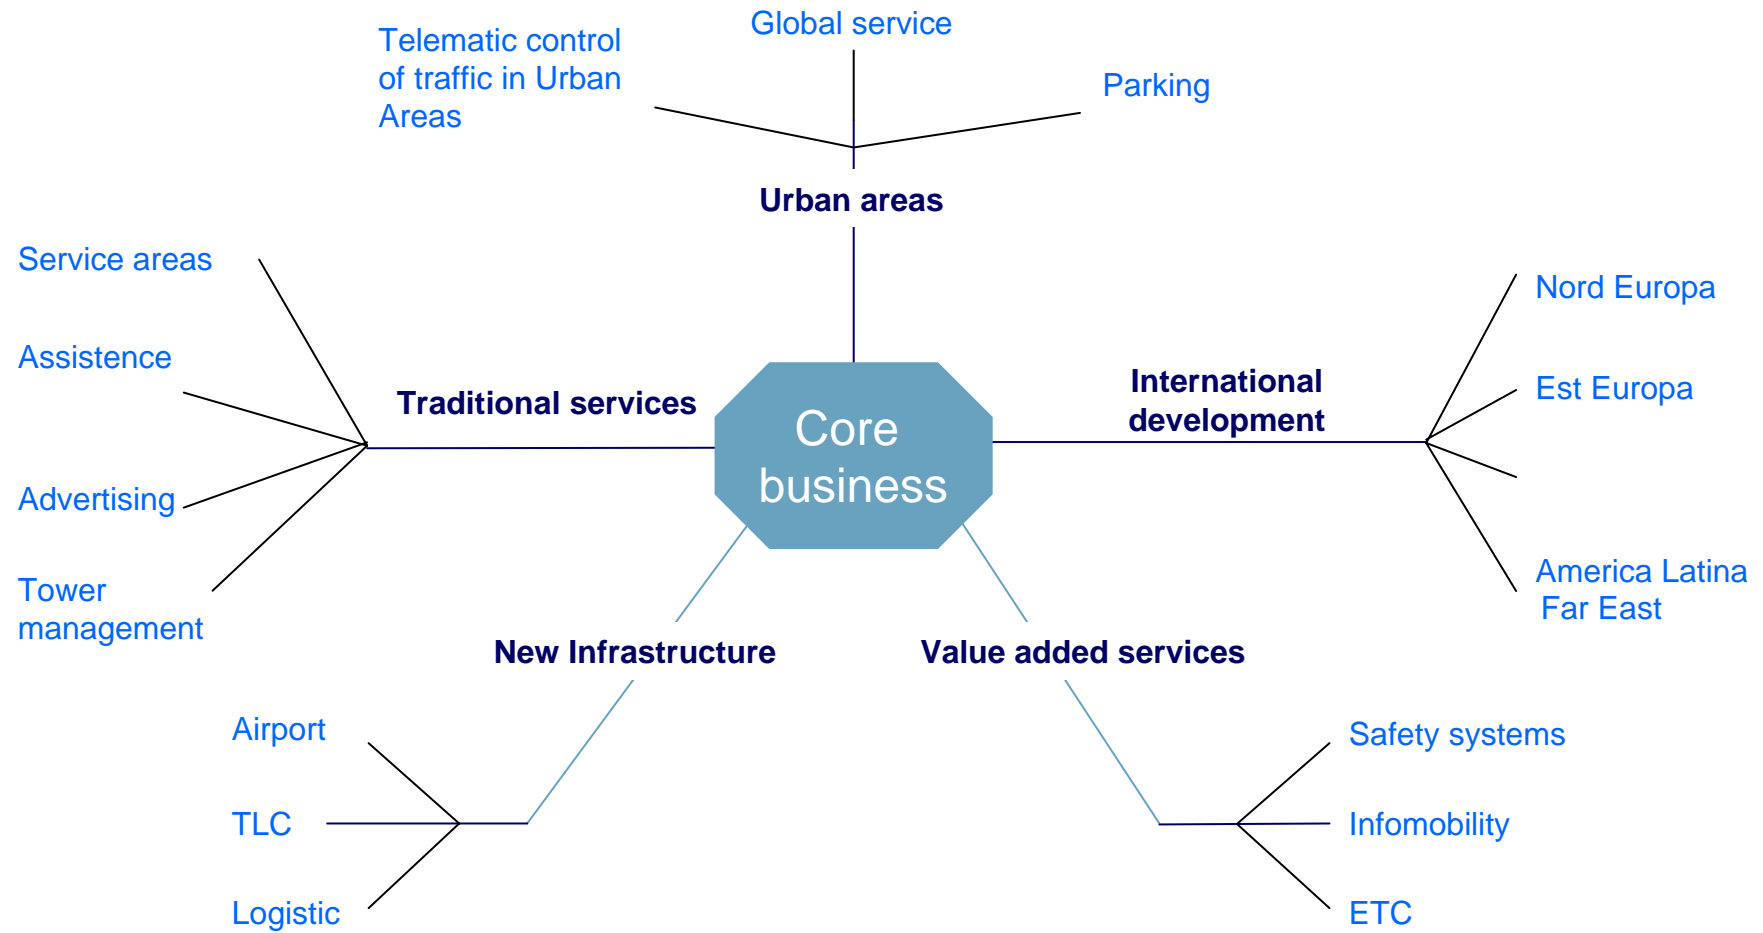 Global service
Telematic control
of traffic in Urban
Areas
Parking
Urban areas
Service areas
Assistence
Advertising
Tower
management
Traditional services
Core
business
International
development
Nord Europa
Est Europa
America Latina
Far East
New Infrastructure
Value added services
Airport
TLC
Logistic
Safety systems
Infomobility
ETC